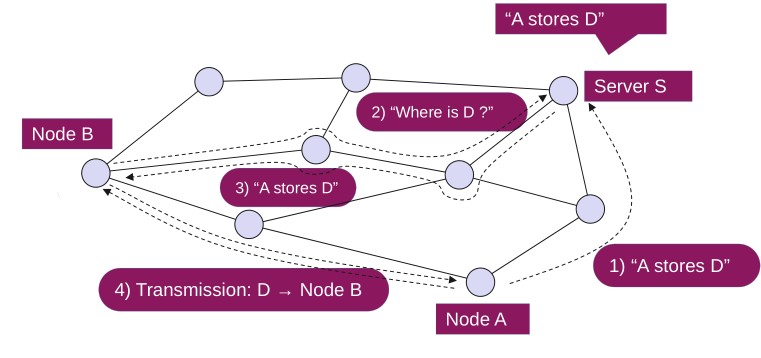 “A stores D”
Server S
2) “Where is D ?”
Node B
3) “A stores D”
1) “A stores D”
4) Transmission: D → Node B
Node A